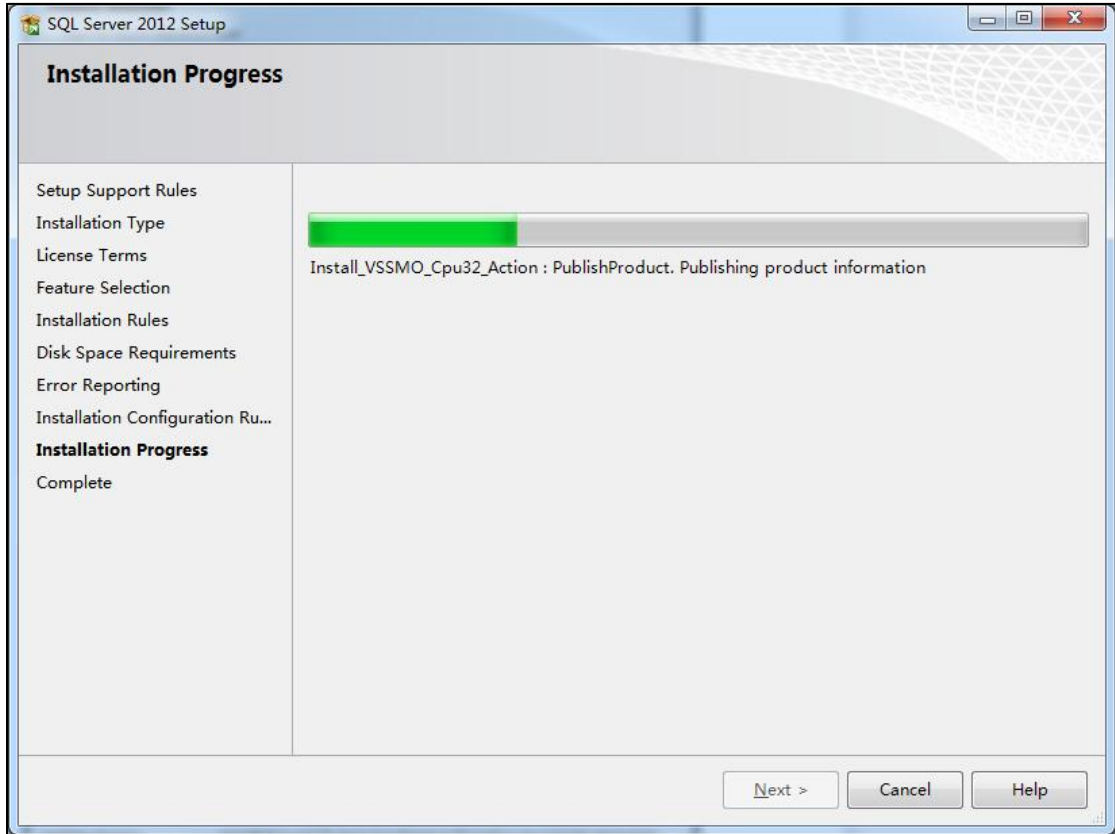 SQL Server 2012 Setup
Installation Progress
Setup Support Rules
Installation Type
License Terms
Feature Selection
Installation Rules
Disk Space Requirements
Error Reporting
Installation Configuration Ru...
Installation Progress
Complete
Install_VSSMO_Cpu32_Action : PublishProduct. Publishing product information
Next >
Cancel
Help